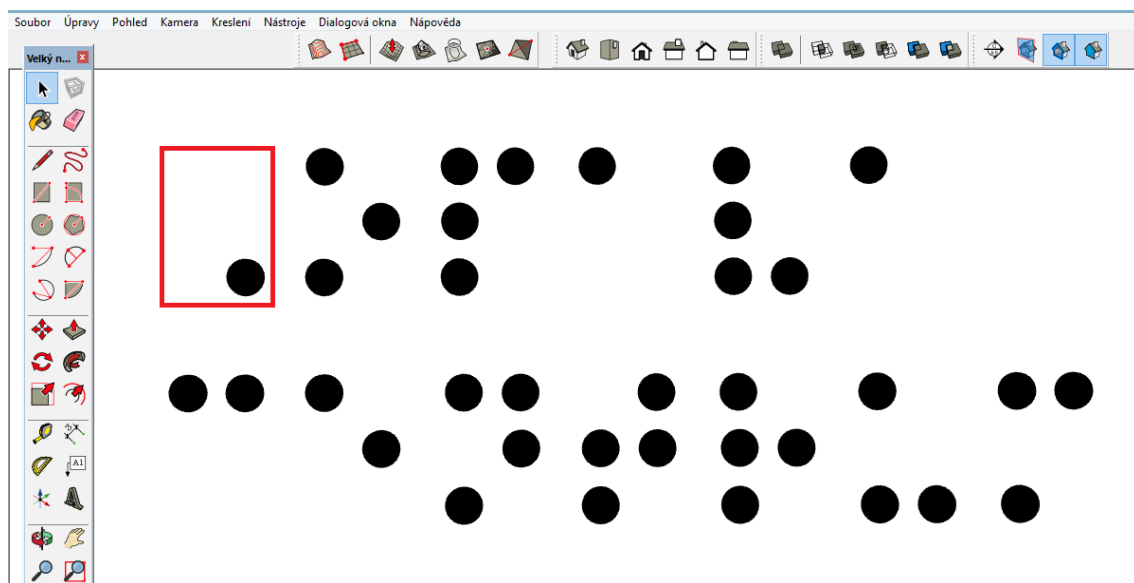 Soubor Úpravy Pohled Kamera Kreslení Nástroje Dialogová okna Nápověda
Velký n...
A1
⠠⠕⠏⠁⠧⠁
⠉⠑⠝⠞⠗⠥⠍